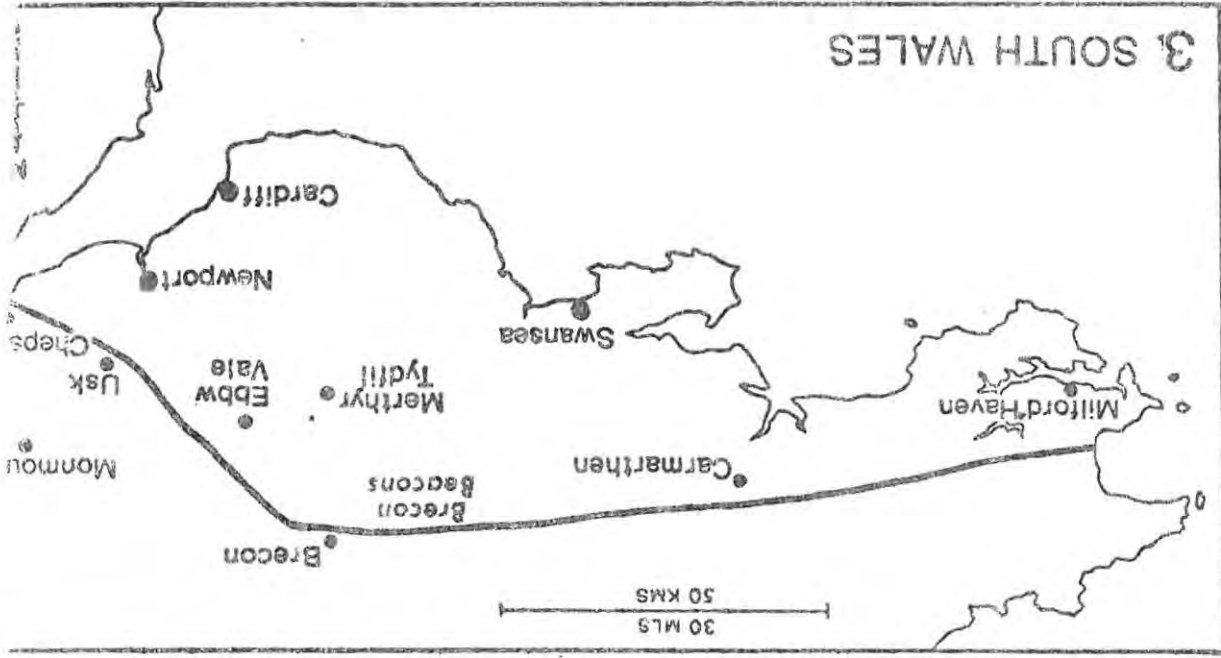 30 MLS
50 KMS
Brecon
Brecon
Beacons
Carmarthen
Monmou
Milford Haven
Merthyr
Tydfil
Ebbw
Vale
Usk
Cheps
Swansea
Newport
Cardiff
3. SOUTH WALES